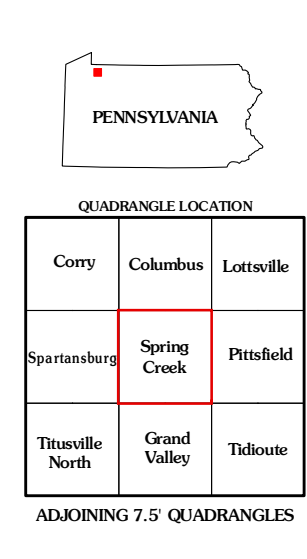 PENNSYLVANIA
QUADRANGLE LOCATION
Corry
Columbus
Lottsville
Spartansburg
Spring
Creek
Pittsfield
Titusville
North
Grand
Valley
Tidioute
ADJOINING 7.5' QUADRANGLES